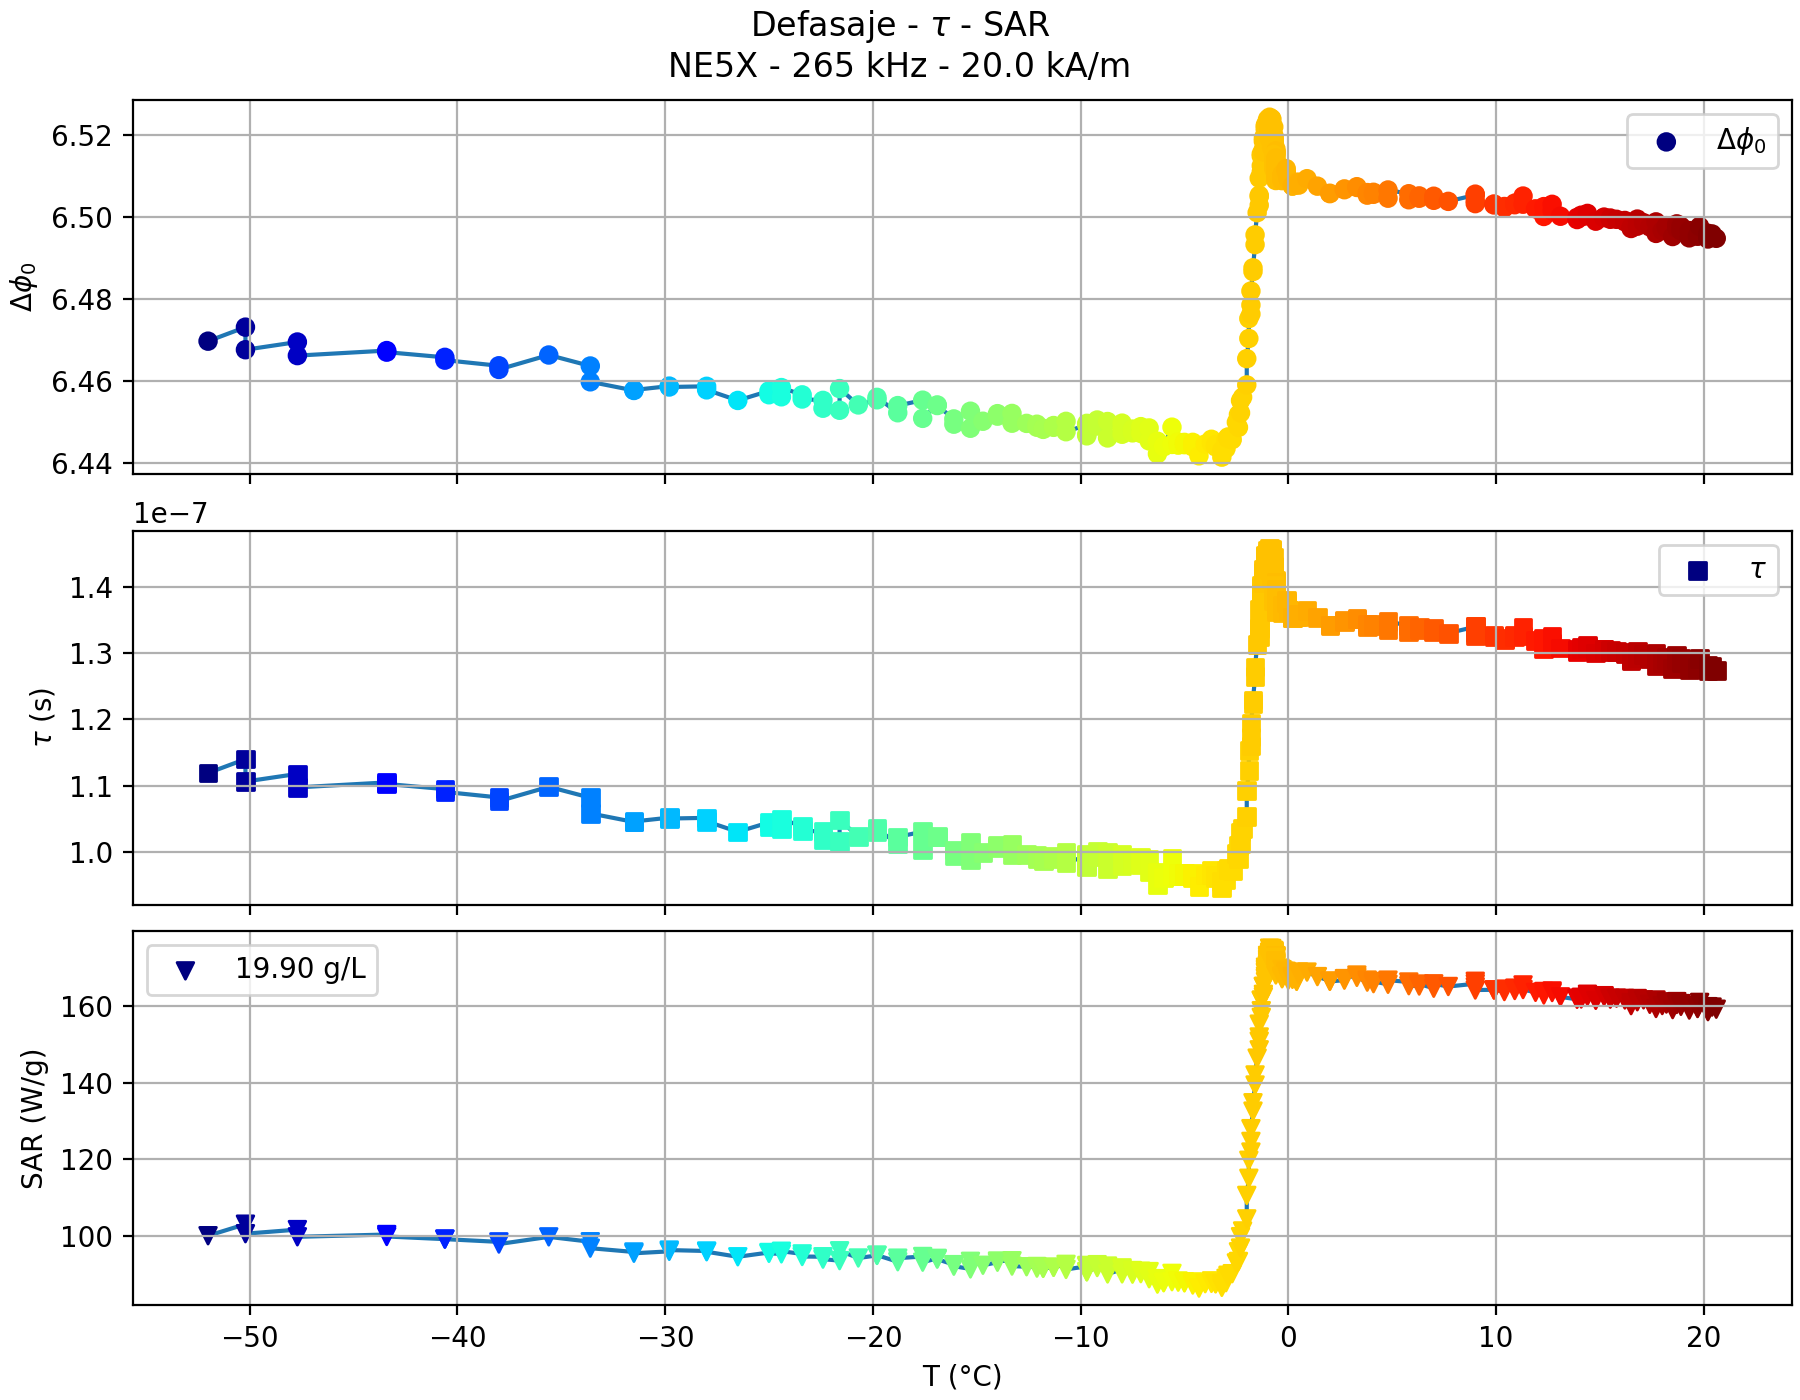 Defasaje - τ - SAR
NE5X - 265 kHz - 20.0 kA/m
6.52
6.50
6.48
6.46
6.44
Δϕ₀
Δϕ₀
1e−7
1.4
1.3
1.2
1.1
1.0
τ (s)
τ
160
140
120
100
SAR (W/g)
19.90 g/L
−50
−40
−30
−20
−10
0
10
20
T (°C)